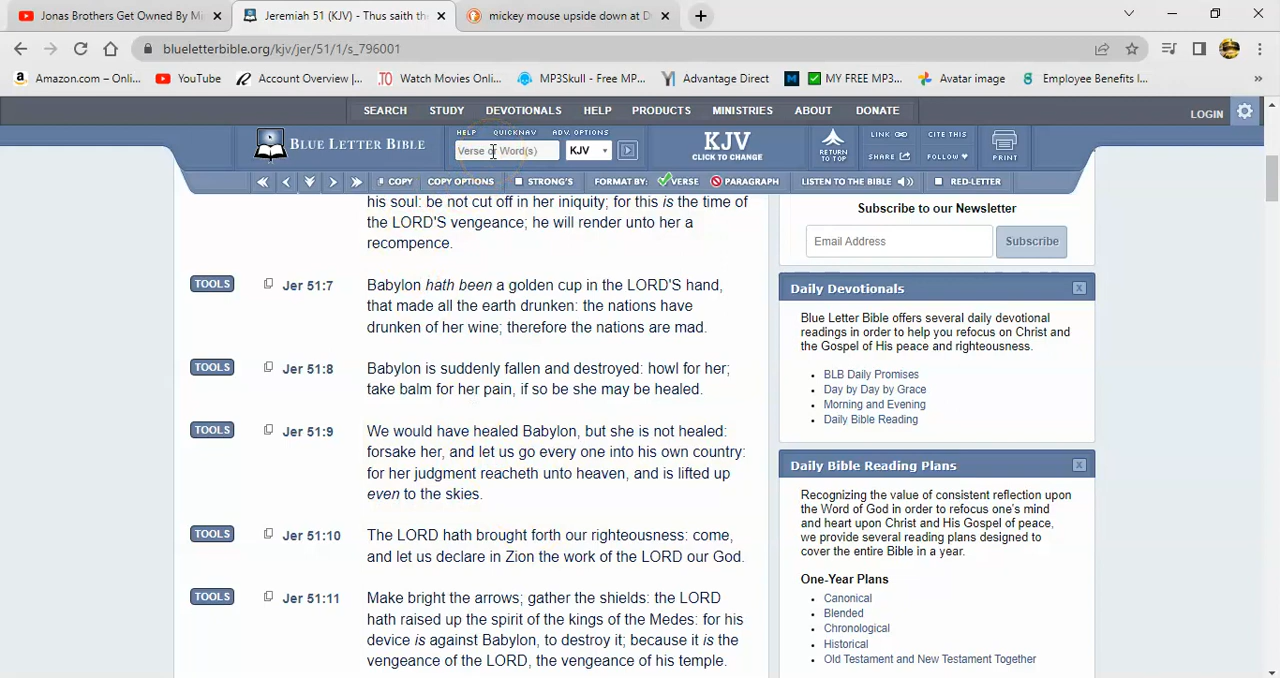 Jonas Brothers Get Owned By Mi
Jeremiah 51 (KJV) - Thus saith the
mickey mouse upside down at D
blueletterbible.org/kjv/jer/51/1/s_796001
Amazon.com – Onli...
YouTube
Account Overview |...
Watch Movies Onli...
MP3Skull - Free MP...
Advantage Direct
MY FREE MP3...
Avatar image
Employee Benefits I...
SEARCH STUDY DEVOTIONALS HELP PRODUCTS MINISTRIES ABOUT DONATE
LOGIN
BLUE LETTER BIBLE
HELP QUICKNAV ADV. OPTIONS
Verse or Word(s) KJV
KJV
CLICK TO CHANGE
RETURN
TO TOP
LINK CITE THIS
SHARE FOLLOW
PRINT
COPY COPY OPTIONS STRONG'S FORMAT BY: VERSE PARAGRAPH LISTEN TO THE BIBLE RED-LETTER
his soul: be not cut off in her iniquity; for this is the time of
the LORD'S vengeance; he will render unto her a
recompence.
TOOLS Jer 51:7 Babylon hath been a golden cup in the LORD'S hand,
that made all the earth drunken: the nations have
drunken of her wine; therefore the nations are mad.
TOOLS Jer 51:8 Babylon is suddenly fallen and destroyed: howl for her;
take balm for her pain, if so be she may be healed.
TOOLS Jer 51:9 We would have healed Babylon, but she is not healed:
forsake her, and let us go every one into his own country:
for her judgment reacheth unto heaven, and is lifted up
even to the skies.
TOOLS Jer 51:10 The LORD hath brought forth our righteousness: come,
and let us declare in Zion the work of the LORD our God.
TOOLS Jer 51:11 Make bright the arrows; gather the shields: the LORD
hath raised up the spirit of the kings of the Medes: for his
device is against Babylon, to destroy it; because it is the
vengeance of the LORD, the vengeance of his temple.
Subscribe to our Newsletter
Email Address Subscribe
Daily Devotionals x
Blue Letter Bible offers several daily devotional
readings in order to help you refocus on Christ and
the Gospel of His peace and righteousness.
BLB Daily Promises
Day by Day by Grace
Morning and Evening
Daily Bible Reading
Daily Bible Reading Plans x
Recognizing the value of consistent reflection upon
the Word of God in order to refocus one's mind
and heart upon Christ and His Gospel of peace,
we provide several reading plans designed to
cover the entire Bible in a year.
One-Year Plans
Canonical
Blended
Chronological
Historical
Old Testament and New Testament Together